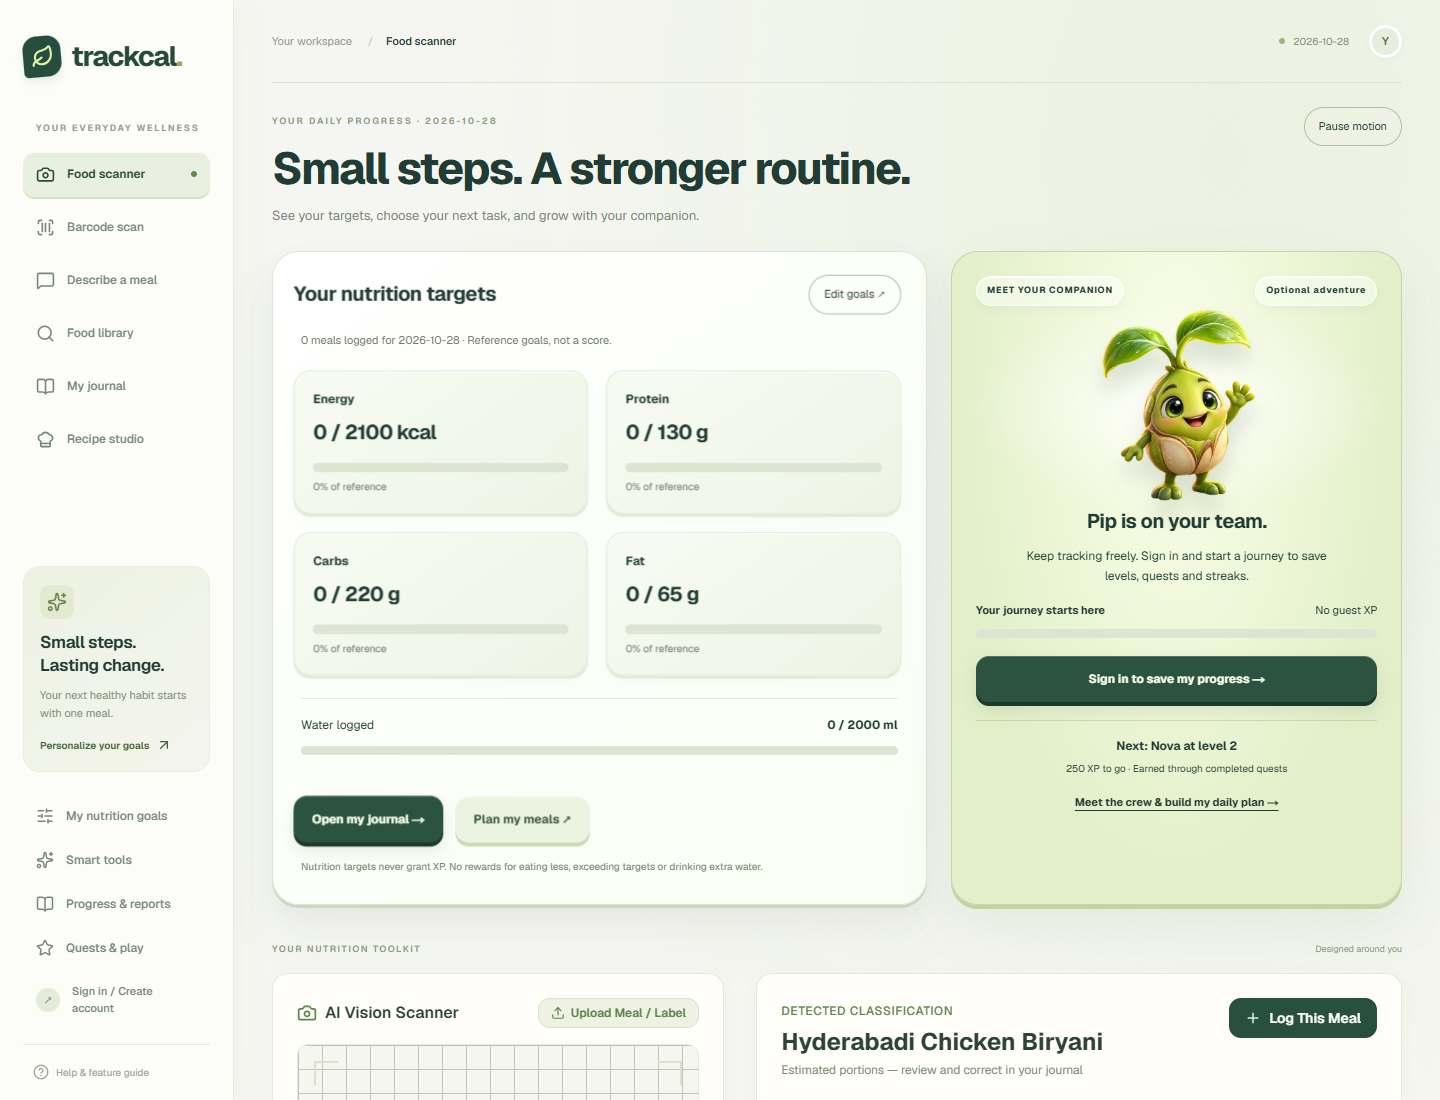 trackcal.
YOUR EVERYDAY WELLNESS
Food scanner
Barcode scan
Describe a meal
Food library
My journal
Recipe studio
Small steps.
Lasting change.
Your next healthy habit starts
with one meal.
Personalize your goals ↗
My nutrition goals
Smart tools
Progress & reports
Quests & play
↗ Sign in / Create
account
Help & feature guide
Your workspace / Food scanner
2026-10-28
Y
YOUR DAILY PROGRESS · 2026-10-28
Pause motion
Small steps. A stronger routine.
See your targets, choose your next task, and grow with your companion.
Your nutrition targets
Edit goals ↗
0 meals logged for 2026-10-28 · Reference goals, not a score.
Energy
0 / 2100 kcal
0% of reference
Protein
0 / 130 g
0% of reference
Carbs
0 / 220 g
0% of reference
Fat
0 / 65 g
0% of reference
Water logged
0 / 2000 ml
Open my journal →
Plan my meals ↗
Nutrition targets never grant XP. No rewards for eating less, exceeding targets or drinking extra water.
MEET YOUR COMPANION
Optional adventure
Pip is on your team.
Keep tracking freely. Sign in and start a journey to save
levels, quests and streaks.
Your journey starts here
No guest XP
Sign in to save my progress →
Next: Nova at level 2
250 XP to go · Earned through completed quests
Meet the crew & build my daily plan →
YOUR NUTRITION TOOLKIT
Designed around you
AI Vision Scanner
Upload Meal / Label
DETECTED CLASSIFICATION
Hyderabadi Chicken Biryani
Estimated portions — review and correct in your journal
+ Log This Meal